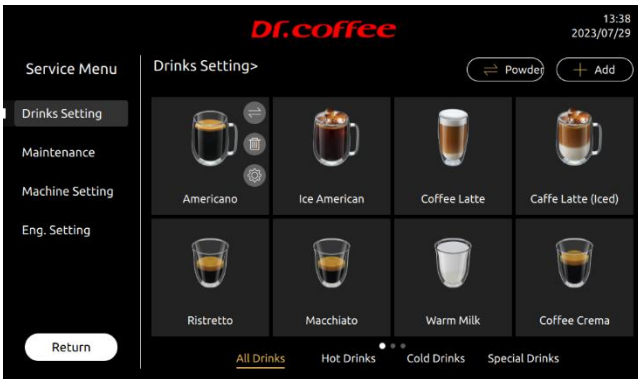 Dr.coffee
13:38
2023/07/29
Service Menu
Drinks Setting>
Powder
Add
Drinks Setting
Maintenance
Machine Setting
Eng. Setting
Americano
Ice American
Coffee Latte
Caffe Latte (Iced)
Ristretto
Macchiato
Warm Milk
Coffee Crema
Return
All Drinks
Hot Drinks
Cold Drinks
Special Drinks